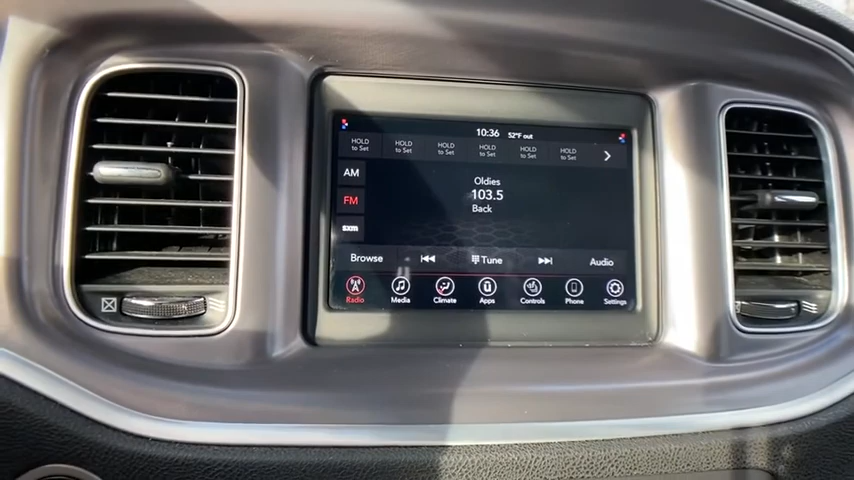 10:36 52°F out
HOLD to Set HOLD to Set HOLD to Set HOLD to Set HOLD to Set HOLD to Set
AM
FM
sxm
Oldies
103.5
Back
Browse Tune Audio
Radio Media Climate Apps Controls Phone Settings